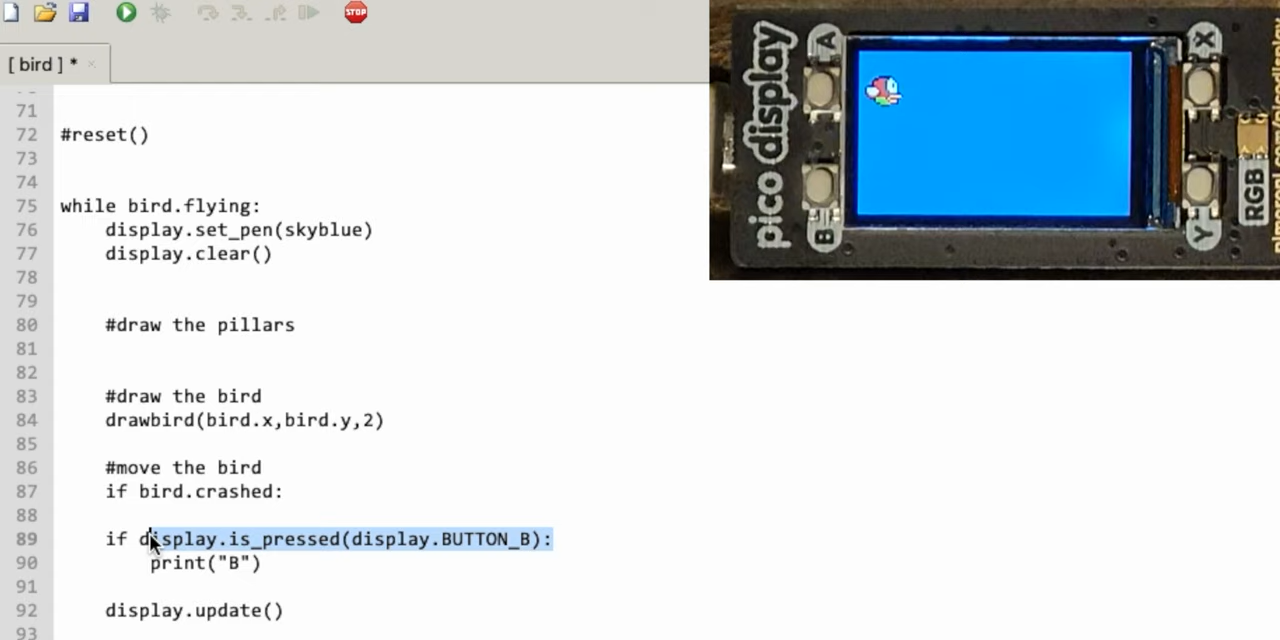 [ bird ] *
71
72 #reset()
73
74
75 while bird.flying:
76 display.set_pen(skyblue)
77 display.clear()
78
79
80 #draw the pillars
81
82
83 #draw the bird
84 drawbird(bird.x,bird.y,2)
85
86 #move the bird
87 if bird.crashed:
88
89 if display.is_pressed(display.BUTTON_B):
90 print("B")
91
92 display.update()
93
STOP
pico display
A
B
X
Y
RGB